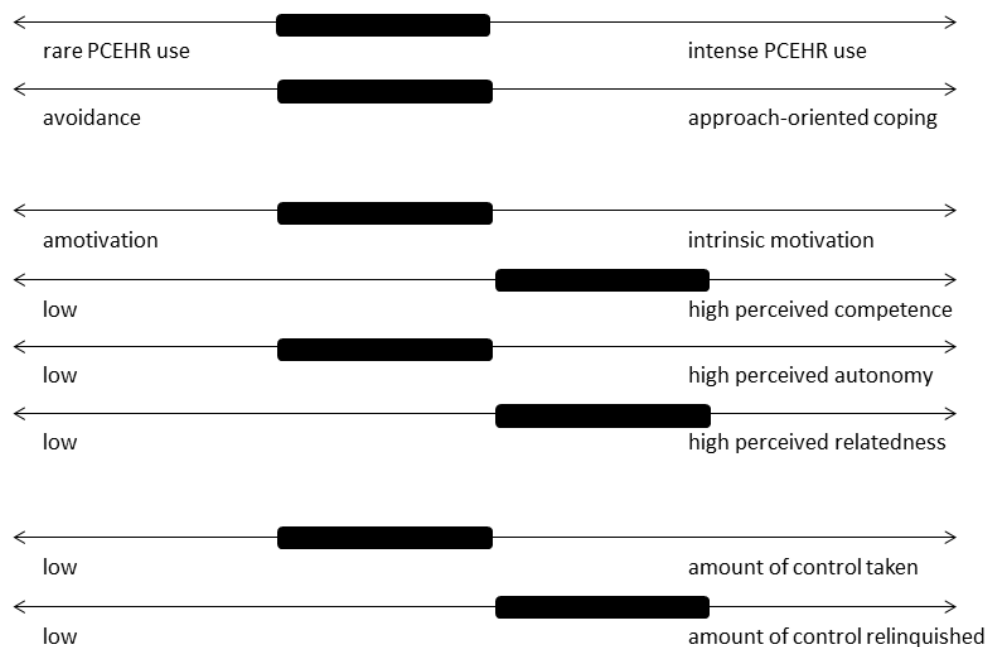 rare PCEHR use intense PCEHR use
avoidance approach-oriented coping
amotivation intrinsic motivation
low high perceived competence
low high perceived autonomy
low high perceived relatedness
low amount of control taken
low amount of control relinquished